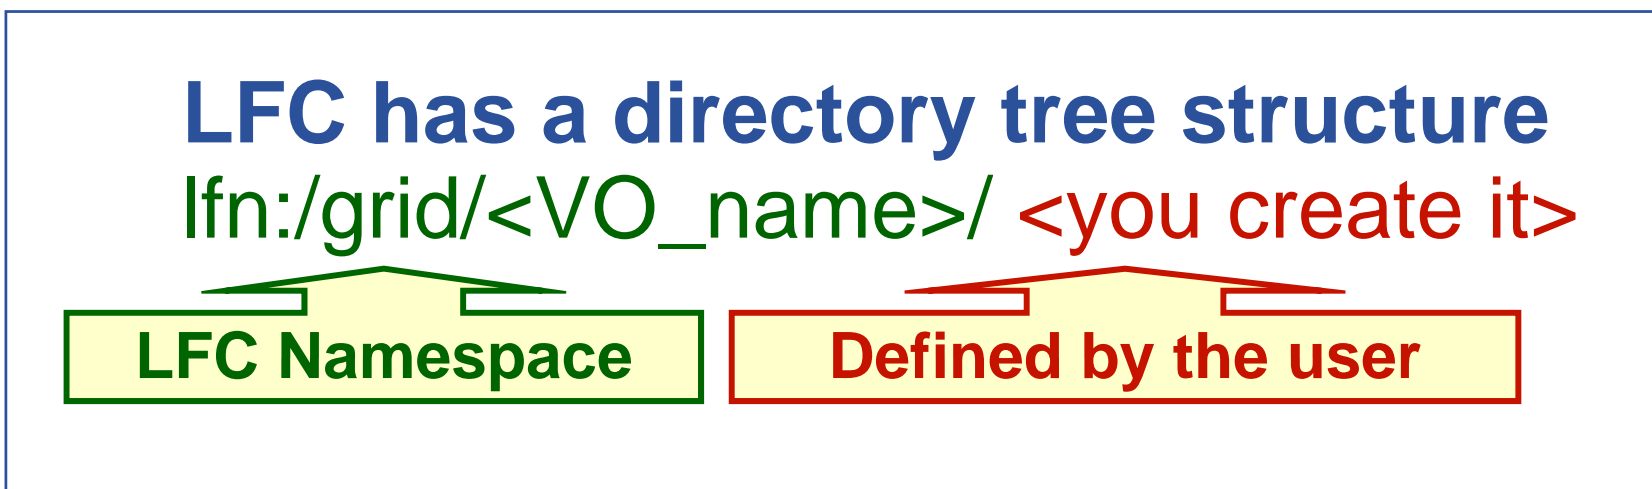 LFC has a directory tree structure
lfn:/grid/<VO_name>/ <you create it>
LFC Namespace
Defined by the user